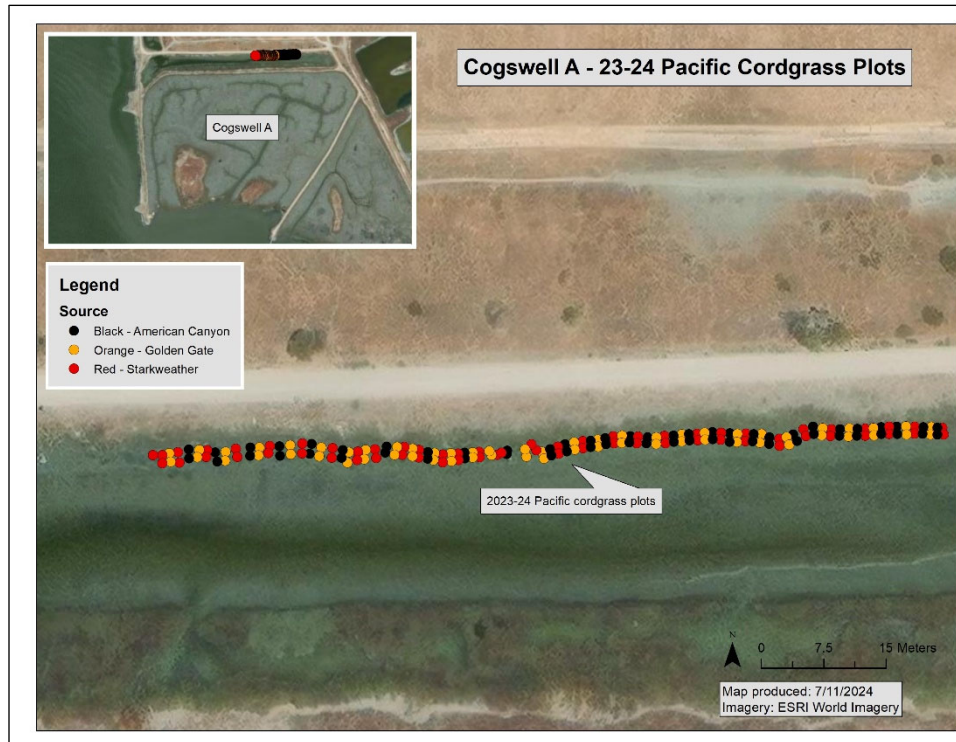 Cogswell A - 23-24 Pacific Cordgrass Plots
Cogswell A
Legend
Source
Black - American Canyon
Orange - Golden Gate
Red - Starkweather
2023-24 Pacific cordgrass plots
N
0 7.5 15 Meters
Map produced: 7/11/2024
Imagery: ESRI World Imagery